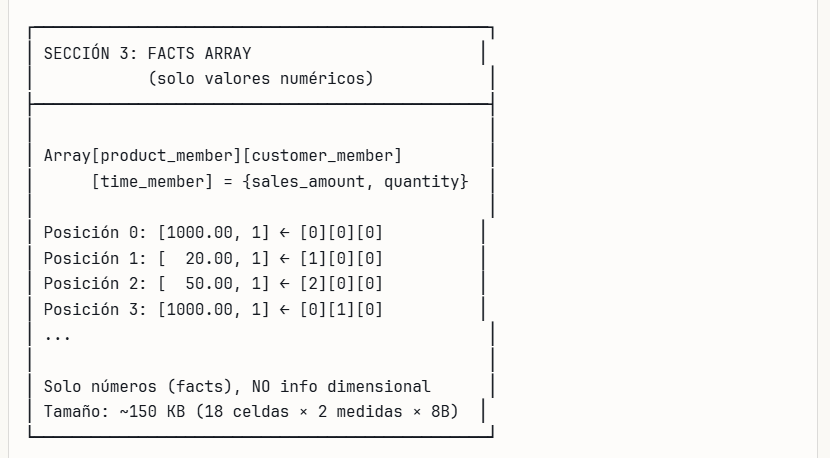 SECCIÓN 3: FACTS ARRAY
(solo valores numéricos)
Array[product_member][customer_member]
[time_member] = {sales_amount, quantity}
Posición 0: [1000.00, 1] ← [0][0][0]
Posición 1: [  20.00, 1] ← [1][0][0]
Posición 2: [  50.00, 1] ← [2][0][0]
Posición 3: [1000.00, 1] ← [0][1][0]
...
Solo números (facts), NO info dimensional
Tamaño: ~150 KB (18 celdas × 2 medidas × 8B)